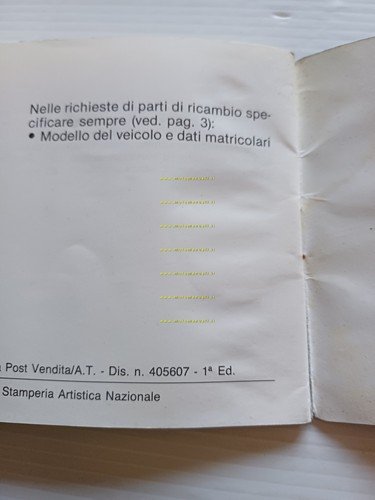 Nelle richieste di parti di ricambio spe-
cificare sempre (ved. pag. 3):
• Modello del veicolo e dati matricolari
Post Vendita/A.T. - Dis. n. 405607 - 1ª Ed.
Stamperia Artistica Nazionale